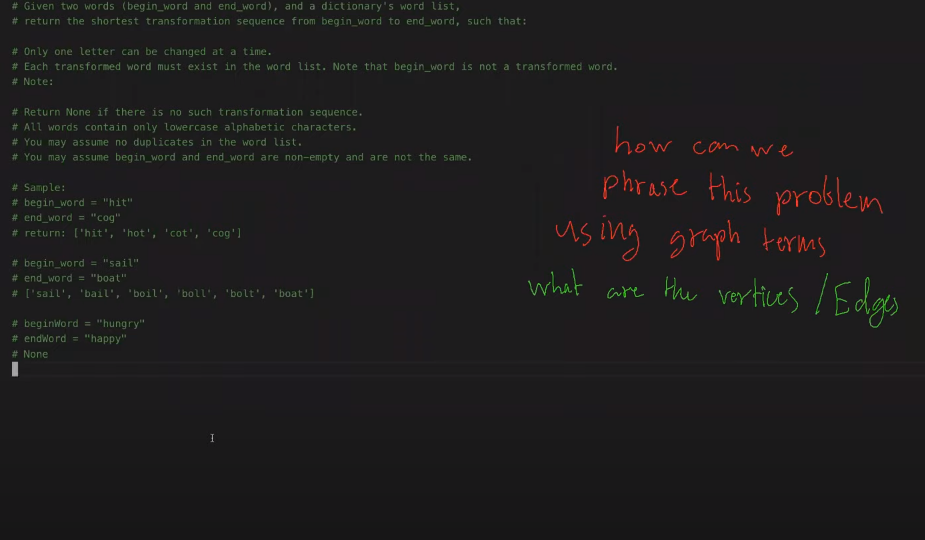 # Given two words (begin_word and end_word), and a dictionary's word list,
# return the shortest transformation sequence from begin_word to end_word, such that:
# Only one letter can be changed at a time.
# Each transformed word must exist in the word list. Note that begin_word is not a transformed word.
# Note:
# Return None if there is no such transformation sequence.
# All words contain only lowercase alphabetic characters.
# You may assume no duplicates in the word list.
# You may assume begin_word and end_word are non-empty and are not the same.
# Sample:
# begin_word = "hit"
# end_word = "cog"
# return: ['hit', 'hot', 'cot', 'cog']
# begin_word = "sail"
# end_word = "boat"
# ['sail', 'bail', 'boil', 'boll', 'bolt', 'boat']
# beginWord = "hungry"
# endWord = "happy"
# None
how can we
phrase this problem
using graph terms
what are the vertices / Edges